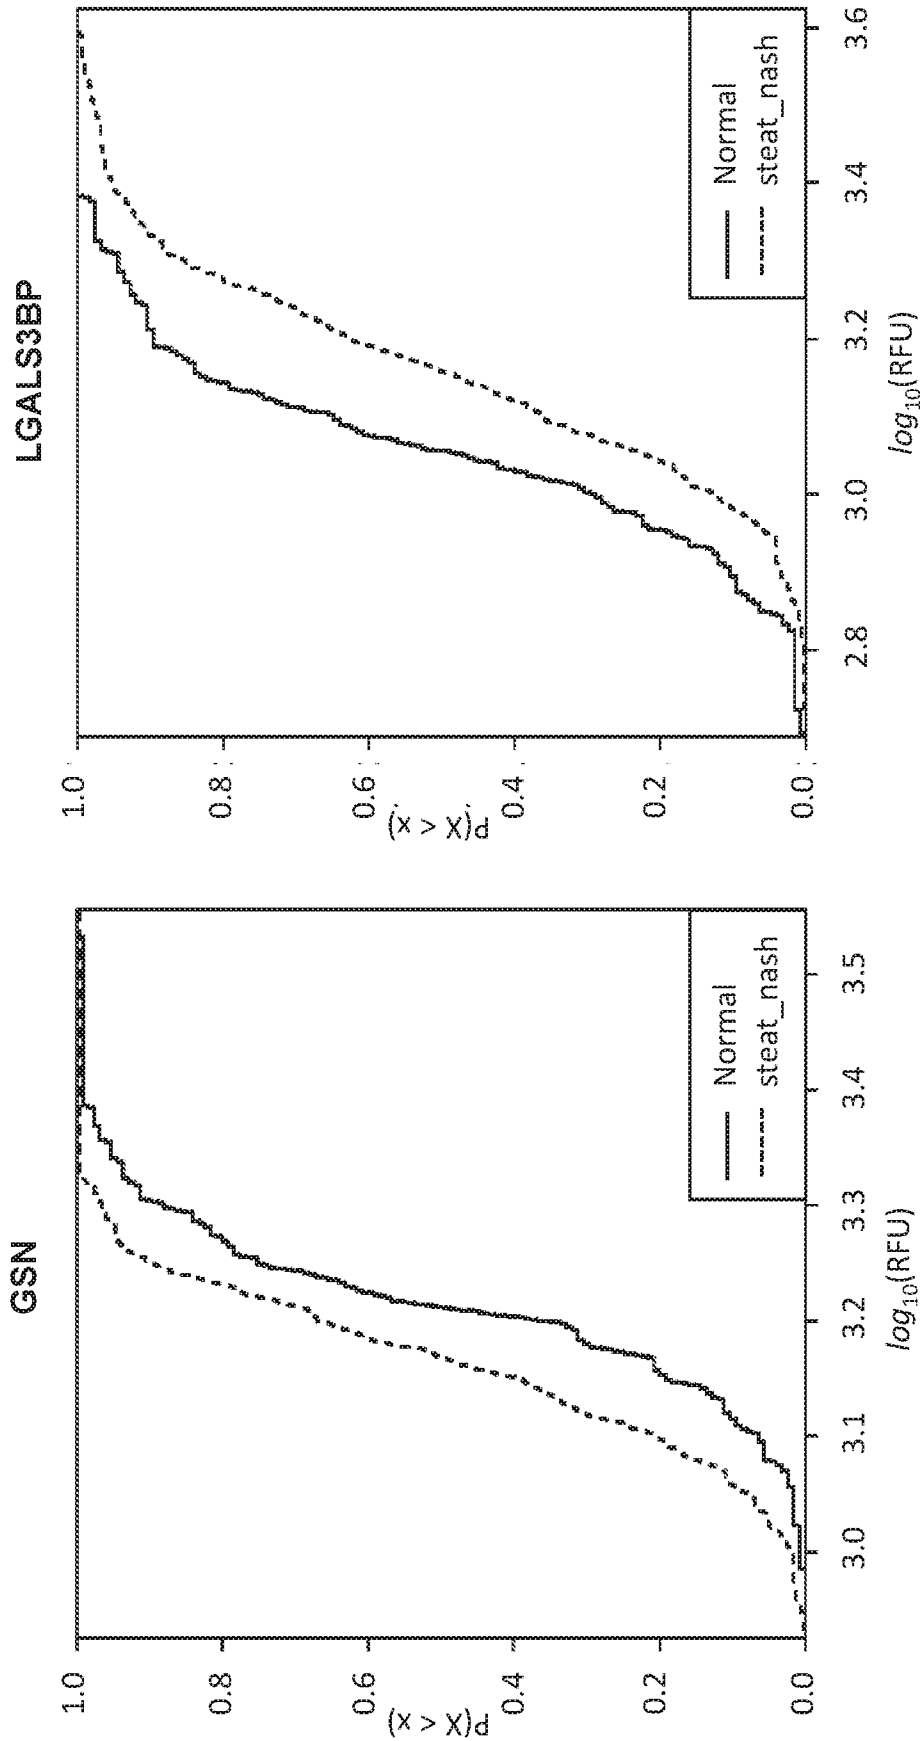 GSN
P(X < x)
1.0
0.8
0.6
0.4
0.2
0.0
3.0
3.1
3.2
3.3
3.4
3.5
log10(RFU)
Normal
steat_nash
LGALS3BP
P(X < x)
1.0
0.8
0.6
0.4
0.2
0.0
2.8
3.0
3.2
3.4
3.6
log10(RFU)
Normal
steat_nash